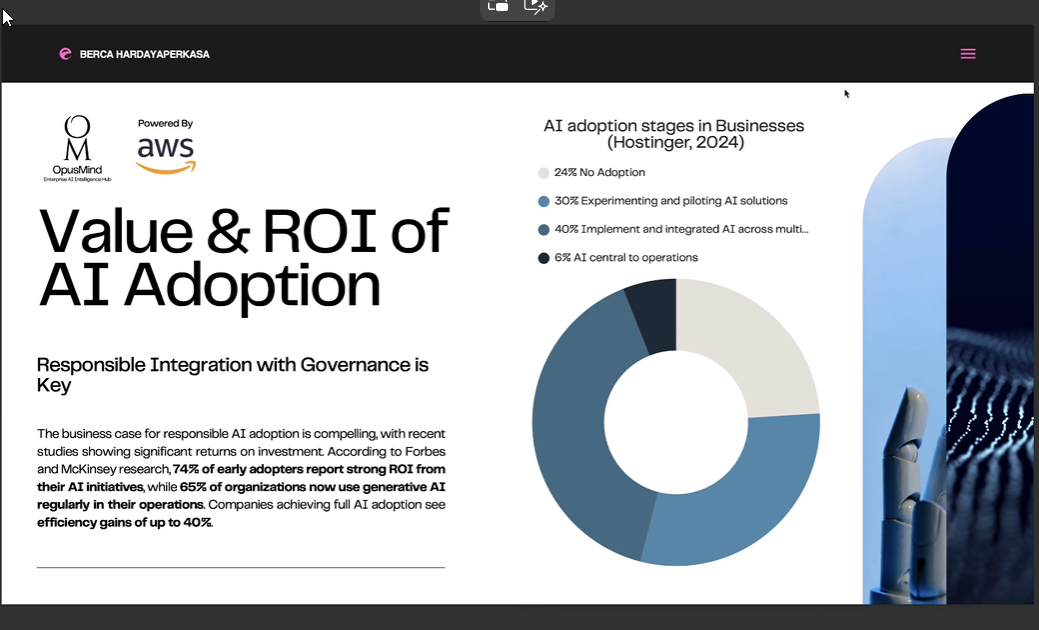 BERCA HARDAYAPERKASA
OM
OpusMind
Enterprise AI Intelligence Hub
Powered By
aws
Value & ROI of
AI Adoption
Responsible Integration with Governance is
Key
The business case for responsible AI adoption is compelling, with recent
studies showing significant returns on investment. According to Forbes
and McKinsey research, 74% of early adopters report strong ROI from
their AI initiatives, while 65% of organizations now use generative AI
regularly in their operations. Companies achieving full AI adoption see
efficiency gains of up to 40%.
AI adoption stages in Businesses
(Hostinger, 2024)
24% No Adoption
30% Experimenting and piloting AI solutions
40% Implement and integrated AI across multi...
6% AI central to operations